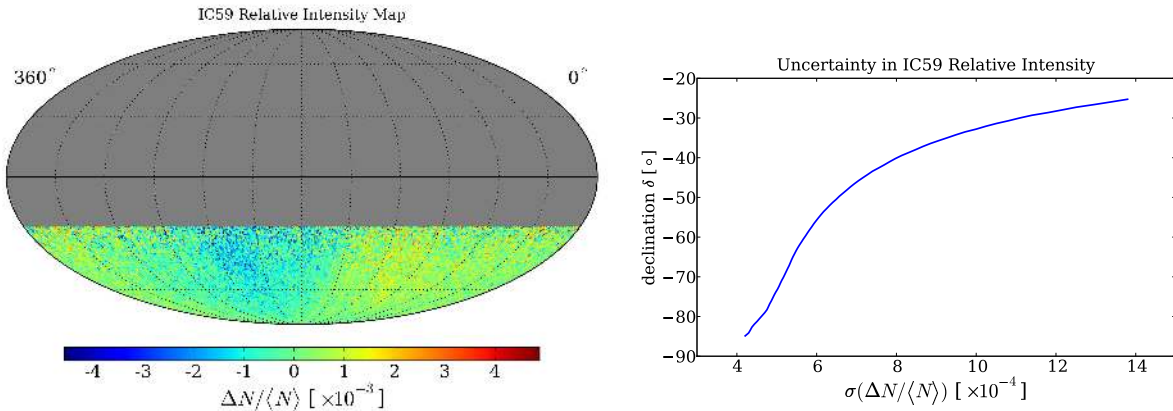 IC59 Relative Intensity Map
360°
0°
-4 -3 -2 -1 0 1 2 3 4
ΔN/⟨N⟩ [ ×10⁻³]
Uncertainty in IC59 Relative Intensity
−20
−30
−40
−50
−60
−70
−80
−90
declination δ [∘]
4 6 8 10 12 14
σ(ΔN/⟨N⟩) [ ×10⁻⁴]